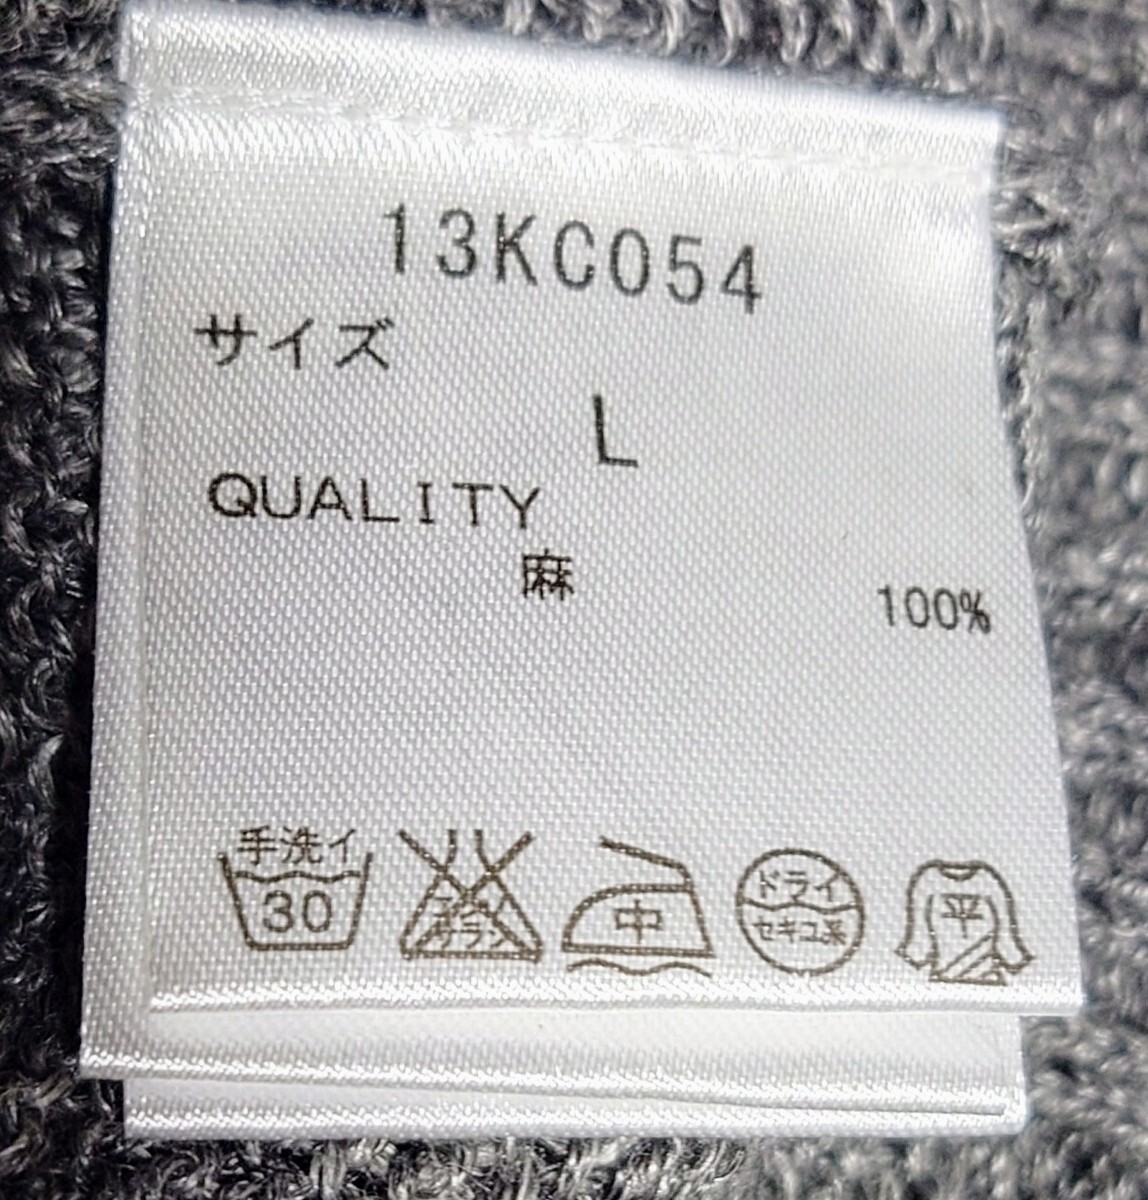 13KC054
サイズ
L
QUALITY
麻 100%
手洗イ
30
エンソ
サラシ
中
ドライ
セキユ系
平